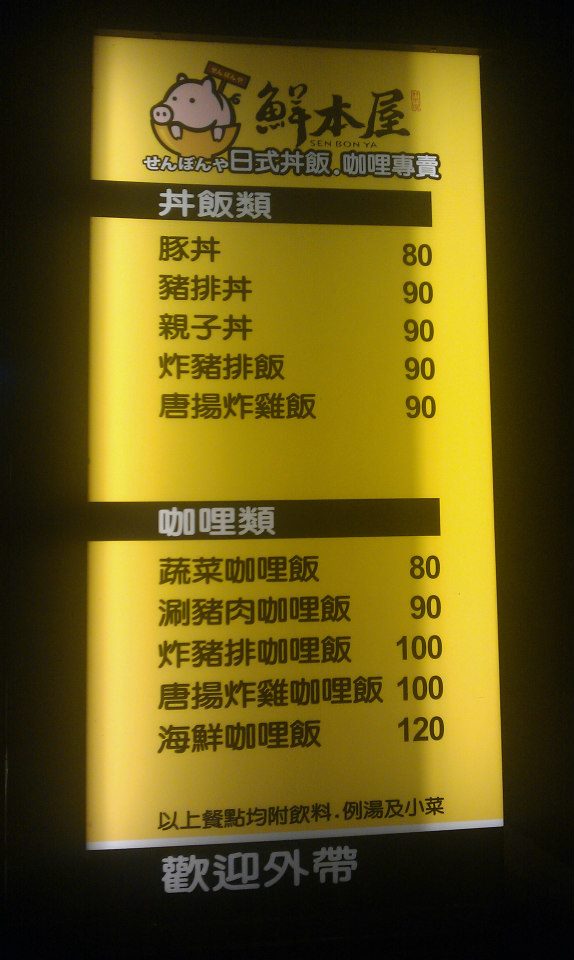 せんぼんや
鮮本屋
SEN BON YA
せんぼんや日式丼飯.咖哩專賣
丼飯類
豚丼 80
豬排丼 90
親子丼 90
炸豬排飯 90
唐揚炸雞飯 90
咖哩類
蔬菜咖哩飯 80
涮豬肉咖哩飯 90
炸豬排咖哩飯 100
唐揚炸雞咖哩飯 100
海鮮咖哩飯 120
以上餐點均附飲料.例湯及小菜
歡迎外帶